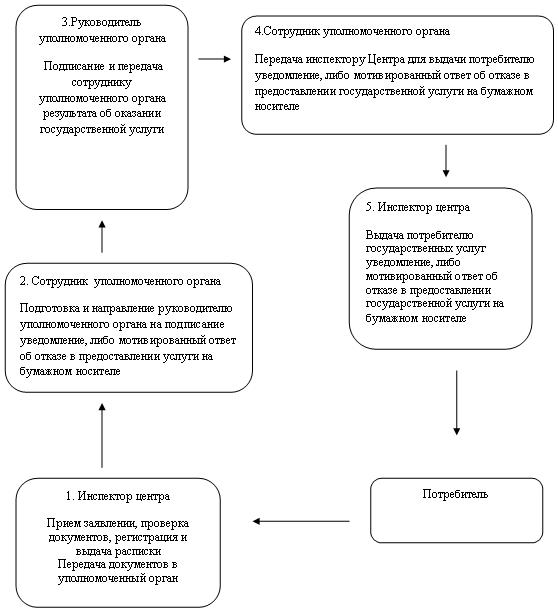 3.Руководитель
уполномоченного органа
Подписание и передача
сотруднику
уполномоченного органа
результата об оказании
государственной услуги
4.Сотрудник уполномоченного органа
Передача инспектору Центра для выдачи потребителю
уведомление, либо мотивированный ответ об отказе в
предоставлении государственной услуги на бумажном
носителе
5. Инспектор центра
Выдача потребителю
государственных услуг
уведомление, либо
мотивированный ответ об
отказе в предоставлении
государственной услуги на
бумажном носителе
2. Сотрудник уполномоченного органа
Подготовка и направление руководителю
уполномоченного органа на подписание
уведомление, либо мотивированный ответ
об отказе в предоставлении услуги на
бумажном носителе
1. Инспектор центра
Прием заявлении, проверка
документов, регистрация и
выдача расписки
Передача документов в
уполномоченный орган
Потребитель